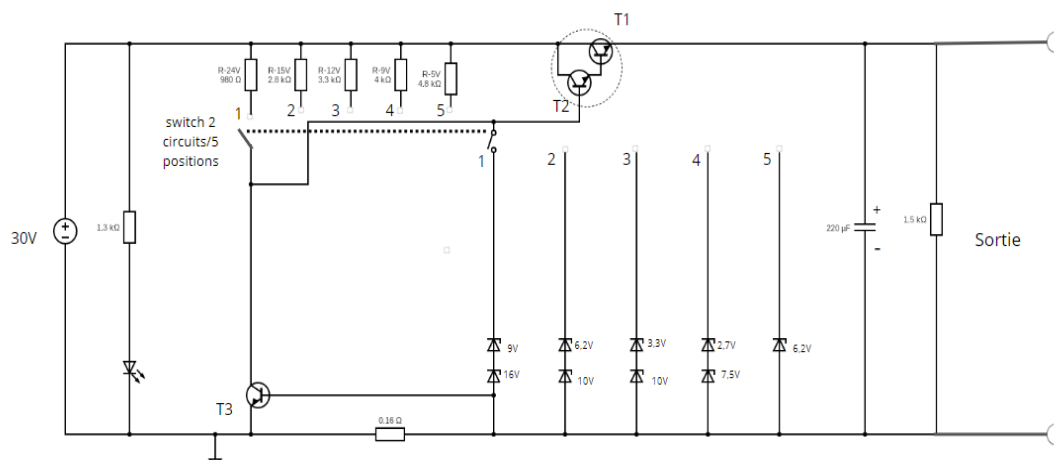 T1
R-24V
980 Ω
R-15V
2.8 kΩ
R-12V
3,3 kΩ
R-9V
4 kΩ
R-5V
4,8 kΩ
T2
1
2
3
4
5
switch 2
circuits/5
positions
1
2
3
4
5
30V
1,3 kΩ
220 µF
+
-
1,5 kΩ
Sortie
9V
16V
6,2V
10V
3,3V
10V
2,7V
7,5V
6,2V
T3
0.16 Ω